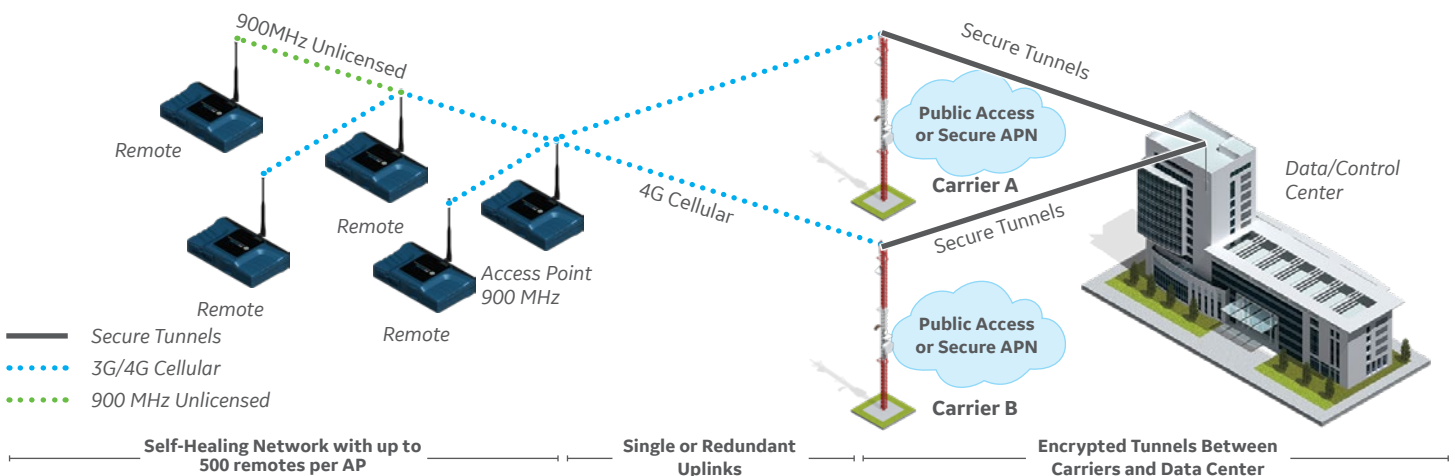 900MHz Unlicensed
Remote
Remote
Remote
Remote
Access Point
900 MHz
4G Cellular
Secure Tunnels
Public Access
or Secure APN
Carrier A
Secure Tunnels
Public Access
or Secure APN
Carrier B
Data/Control
Center
Secure Tunnels
3G/4G Cellular
900 MHz Unlicensed
Self-Healing Network with up to
500 remotes per AP
Single or Redundant
Uplinks
Encrypted Tunnels Between
Carriers and Data Center